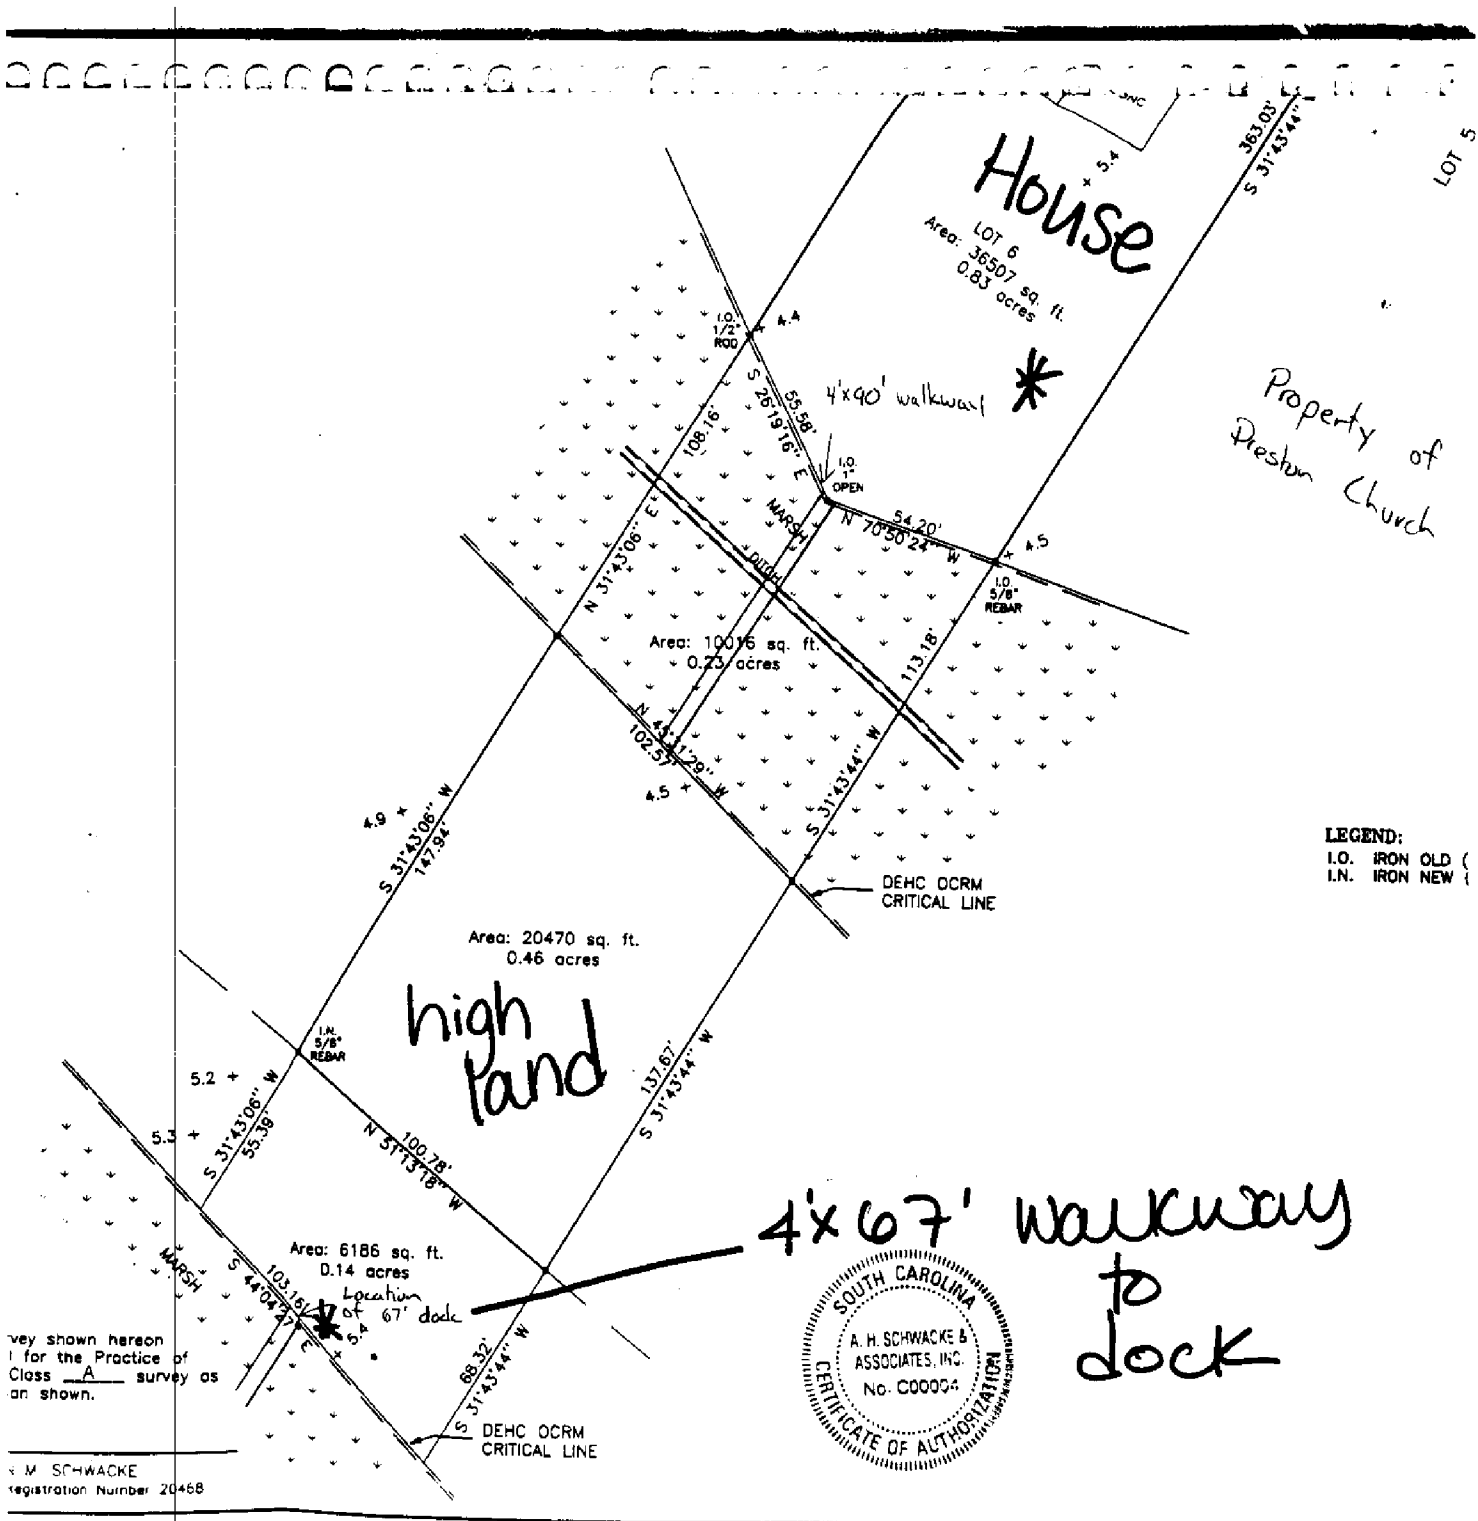 363.03'
S 31°43'44"
LOT 5
+ 5.4
House
LOT 6
Area: 36507 sq. ft.
0.83 acres
I.O.
1/2"
ROD
+ 4.4
S 26°19'16" E
55.58'
4'x90' walkway
Property of
Preston Church
108.16'
N 31°43'06" E
I.O.
1"
OPEN
MARSH
54.20'
N 70°50'24" W
+ 4.5
I.O.
5/8"
REBAR
DITCH
Area: 10016 sq. ft.
0.23 acres
113.18'
S 31°43'44" W
102.57'
4.5 +
4.9 +
S 31°43'06" W
147.94'
DEHC OCRM
CRITICAL LINE
LEGEND:
I.O. IRON OLD (
I.N. IRON NEW (
Area: 20470 sq. ft.
0.46 acres
high
land
I.N.
5/8"
REBAR
5.2 +
5.3 +
S 31°43'06" W
55.39'
137.67'
S 31°43'44" W
100.78'
N 51°13'18" W
4'x67' walkway
to
dock
MARSH
103.16'
S 44°04'27" E
Area: 6186 sq. ft.
0.14 acres
Location
of 67' dock
+ 5.4
68.32'
S 31°43'44" W
SOUTH CAROLINA
A. H. SCHWACKE &
ASSOCIATES, INC.
No. C00004
CERTIFICATE OF AUTHORIZATION
vey shown hereon
for the Practice of
Class A survey as
an shown.
DEHC OCRM
CRITICAL LINE
M SCHWACKE
egistration Number 20468